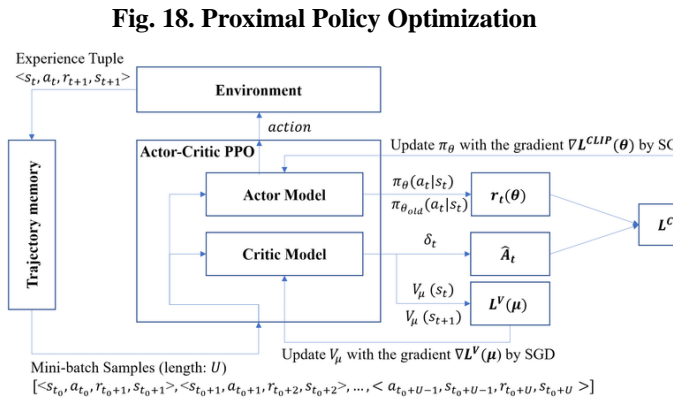 Fig. 18. Proximal Policy Optimization
Experience Tuple
<s_t, a_t, r_{t+1}, s_{t+1}>
Environment
action
Update π_θ with the gradient ∇L^{CLIP}(θ) by SG
Actor-Critic PPO
Trajectory memory
Actor Model
π_θ(a_t|s_t)
π_{θ_{old}}(a_t|s_t)
r_t(θ)
L^C
Critic Model
δ_t
Â_t
V_μ(s_t)
V_μ(s_{t+1})
L^V(μ)
Update V_μ with the gradient ∇L^V(μ) by SGD
Mini-batch Samples (length: U)
[<s_{t_0}, a_{t_0}, r_{t_0+1}, s_{t_0+1}>, <s_{t_0+1}, a_{t_0+1}, r_{t_0+2}, s_{t_0+2}>, ..., < a_{t_0+U-1}, s_{t_0+U-1}, r_{t_0+U}, s_{t_0+U} >]